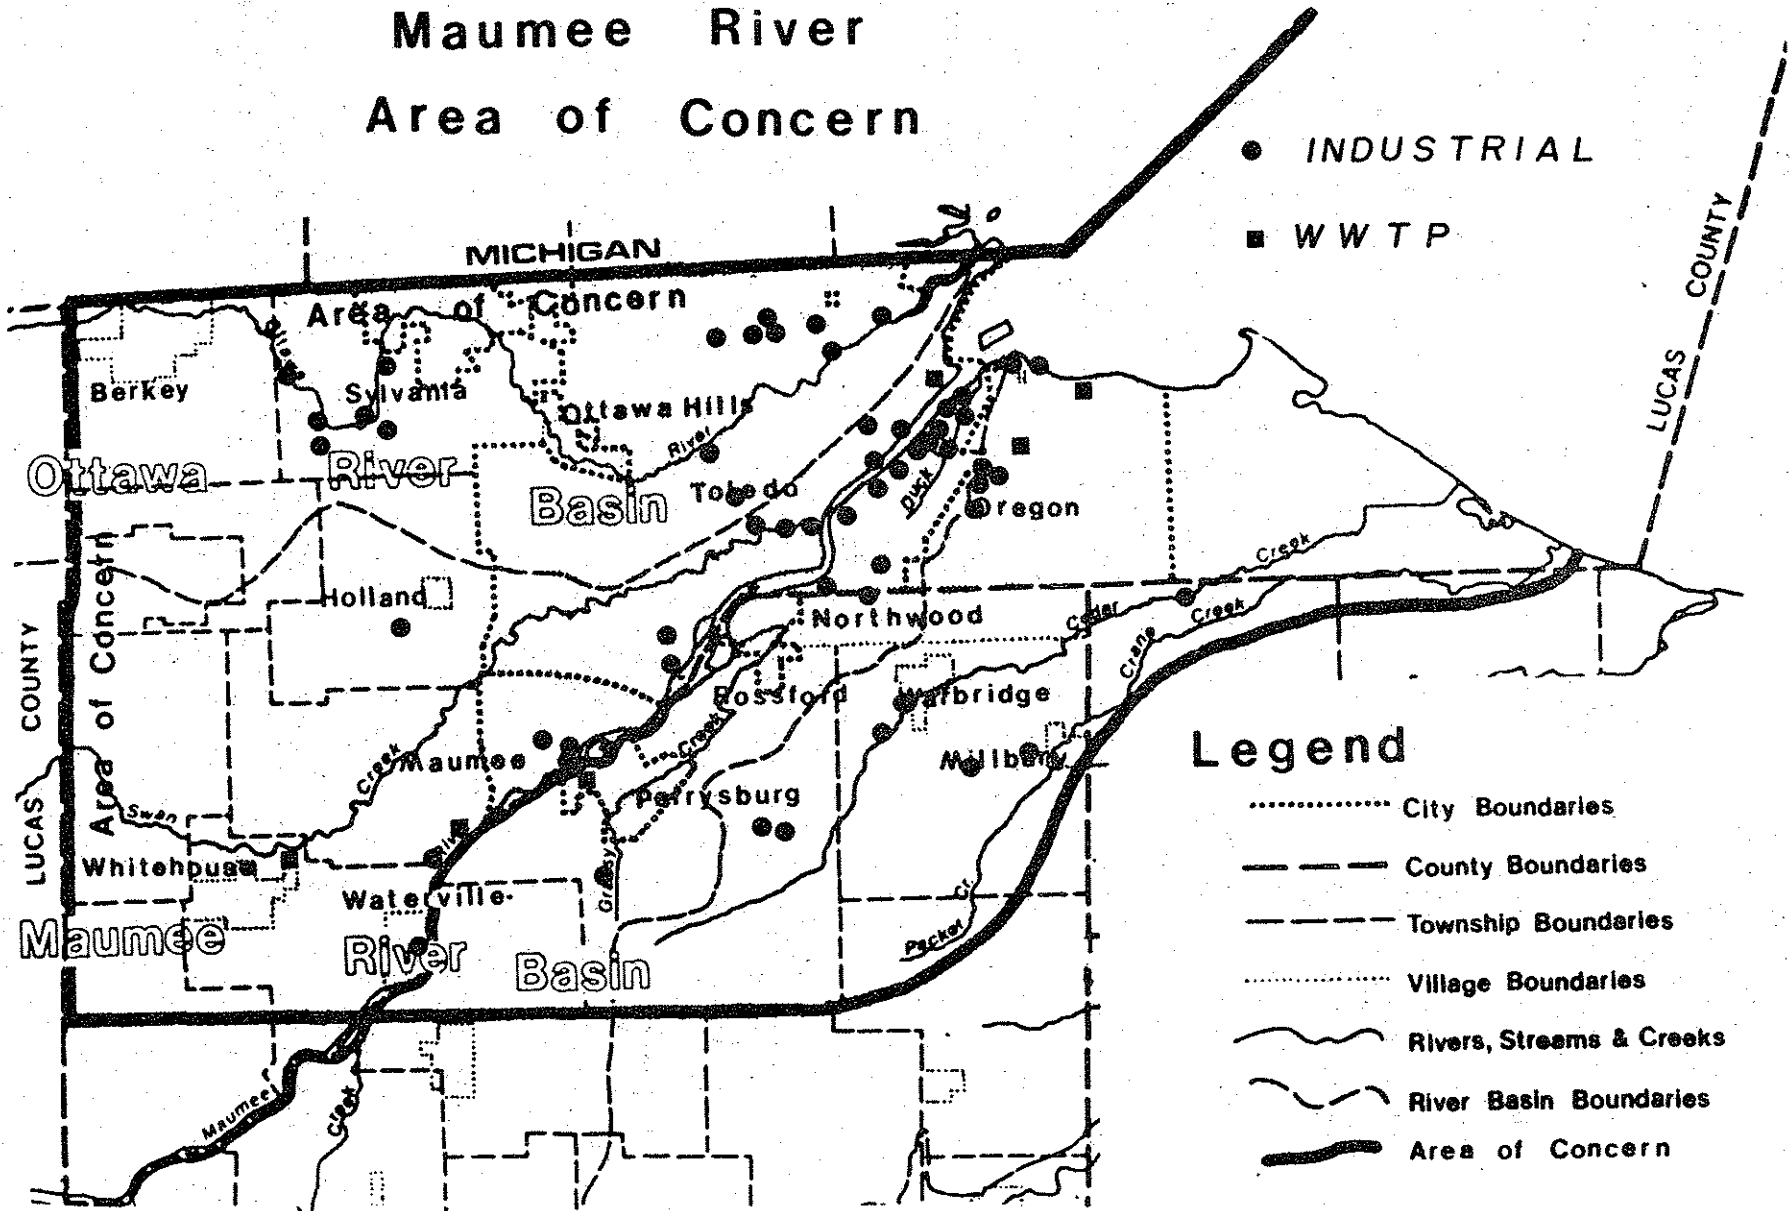 Maumee River
Area of Concern
INDUSTRIAL
WWTP
LUCAS COUNTY
MICHIGAN
Area of Concern
Berkey
Sylvania
Ottawa Hills
River
Ottawa River Basin
Toledo
Duck
Oregon
Creek
Area of Concern
Holland
Northwood
Cedar
Creek
Crane
LUCAS COUNTY
Rossford
Walbridge
Creek
Creek
Maumee
Millbury
Swan
Perrysburg
Whitehouse
Grassy
Waterville
Cr.
Packer
Maumee River Basin
Maumee
Creek
Legend
City Boundaries
County Boundaries
Township Boundaries
Village Boundaries
Rivers, Streams & Creeks
River Basin Boundaries
Area of Concern